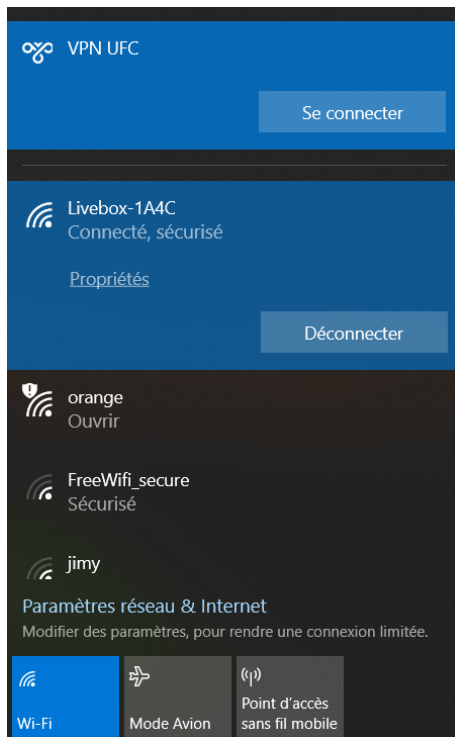 VPN UFC
Se connecter
Livebox-1A4C
Connecté, sécurisé
Propriétés
Déconnecter
orange
Ouvrir
FreeWifi_secure
Sécurisé
jimy
Paramètres réseau & Internet
Modifier des paramètres, pour rendre une connexion limitée.
Wi-Fi
Mode Avion
Point d'accès
sans fil mobile